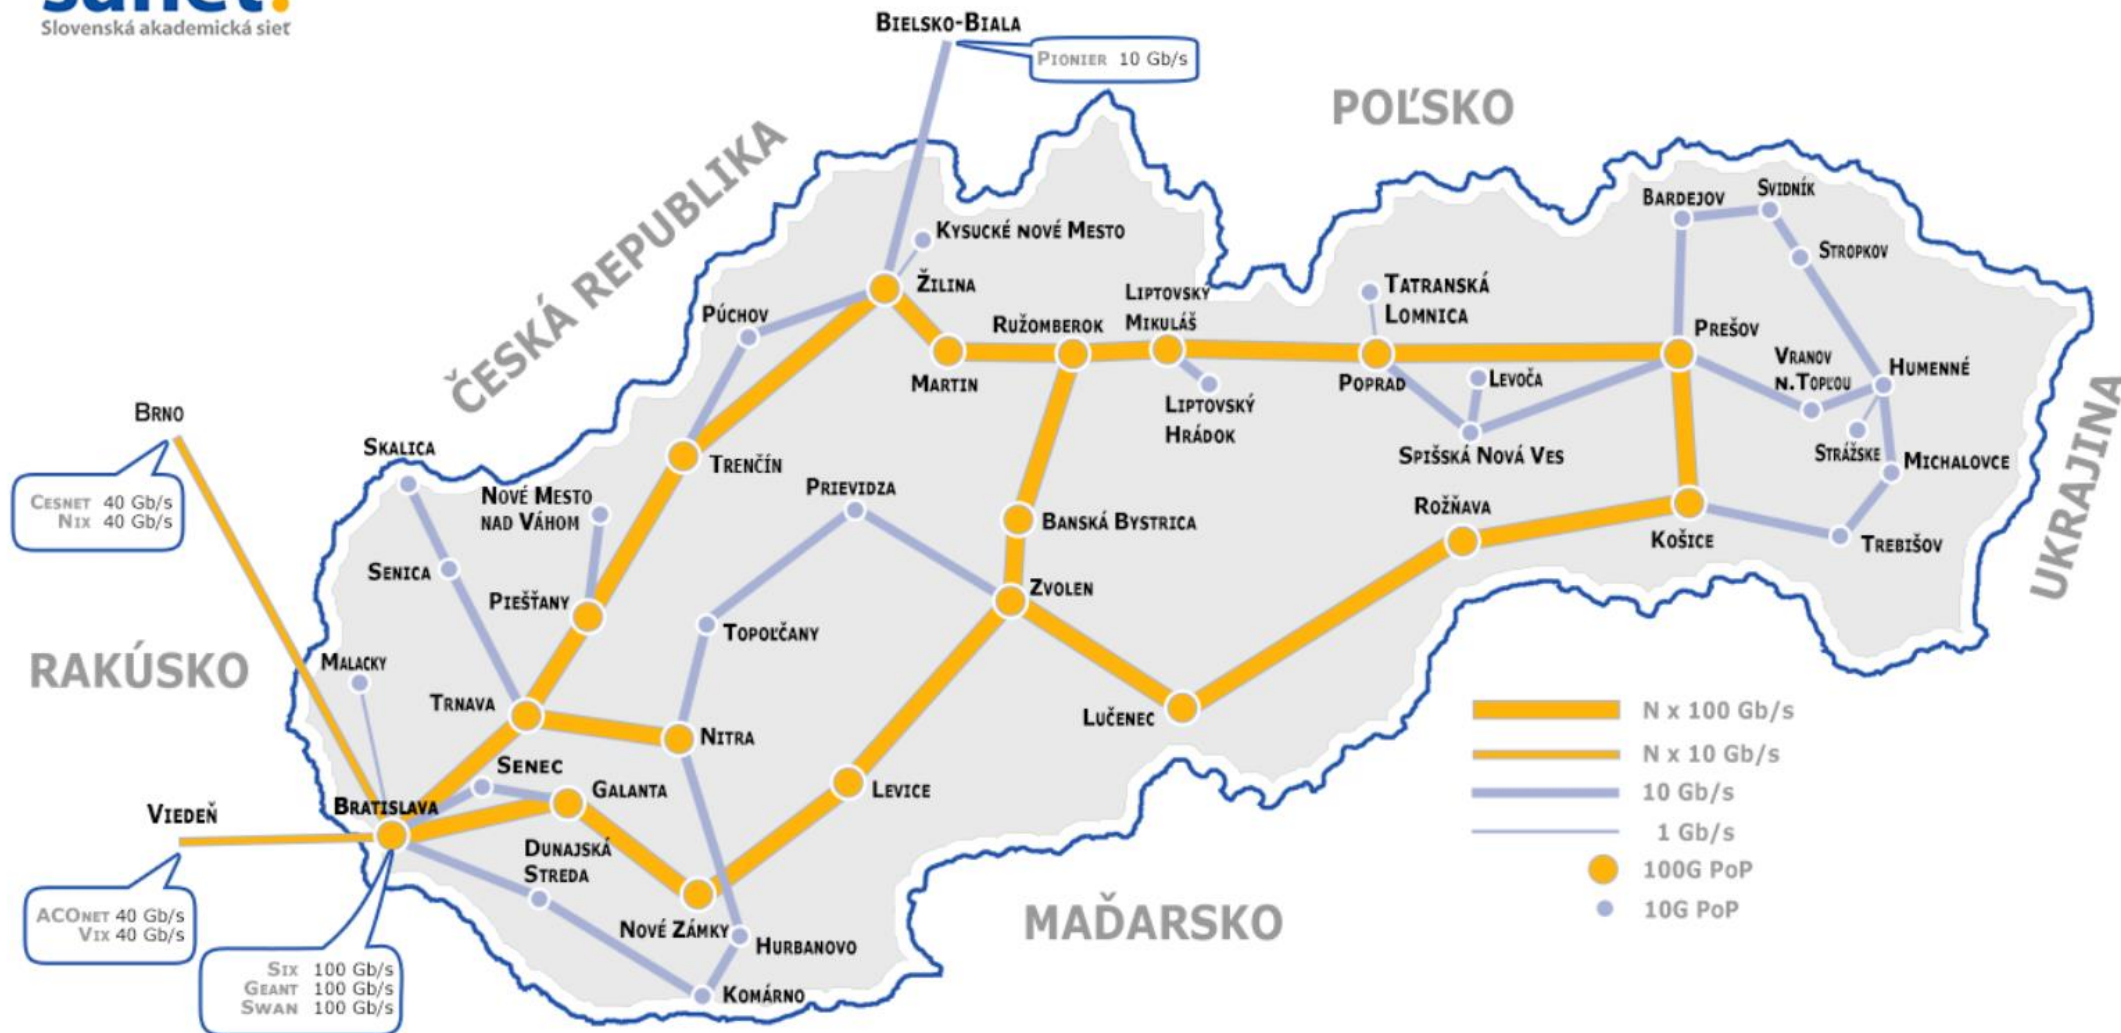 sanet.
Slovenská akademická sieť
BIELSKO-BIALA
PIONIER 10 Gb/s
POĽSKO
ČESKÁ REPUBLIKA
UKRAJINA
RAKÚSKO
MAĎARSKO
BARDEJOV
SVIDNÍK
STROPKOV
KYSUCKÉ NOVÉ MESTO
ŽILINA
PÚCHOV
MARTIN
RUŽOMBEROK
LIPTOVSKÝ
MIKULÁŠ
LIPTOVSKÝ
HRÁDOK
TATRANSKÁ
LOMNICA
POPRAD
LEVOČA
SPIŠSKÁ NOVÁ VES
PREŠOV
VRANOV
N.TOPĽOU
HUMENNÉ
STRÁŽSKE
MICHALOVCE
TREBIŠOV
KOŠICE
ROŽŇAVA
BRNO
CESNET 40 Gb/s
NIX 40 Gb/s
SKALICA
SENICA
MALACKY
NOVÉ MESTO
NAD VÁHOM
PIEŠŤANY
TRENČÍN
PRIEVIDZA
TOPOĽČANY
BANSKÁ BYSTRICA
ZVOLEN
LUČENEC
TRNAVA
NITRA
SENEC
GALANTA
LEVICE
BRATISLAVA
VIEDEŇ
ACONET 40 Gb/s
VIX 40 Gb/s
SIX 100 Gb/s
GEANT 100 Gb/s
SWAN 100 Gb/s
DUNAJSKÁ
STREDA
NOVÉ ZÁMKY
HURBANOVO
KOMÁRNO
N x 100 Gb/s
N x 10 Gb/s
10 Gb/s
1 Gb/s
100G PoP
10G PoP